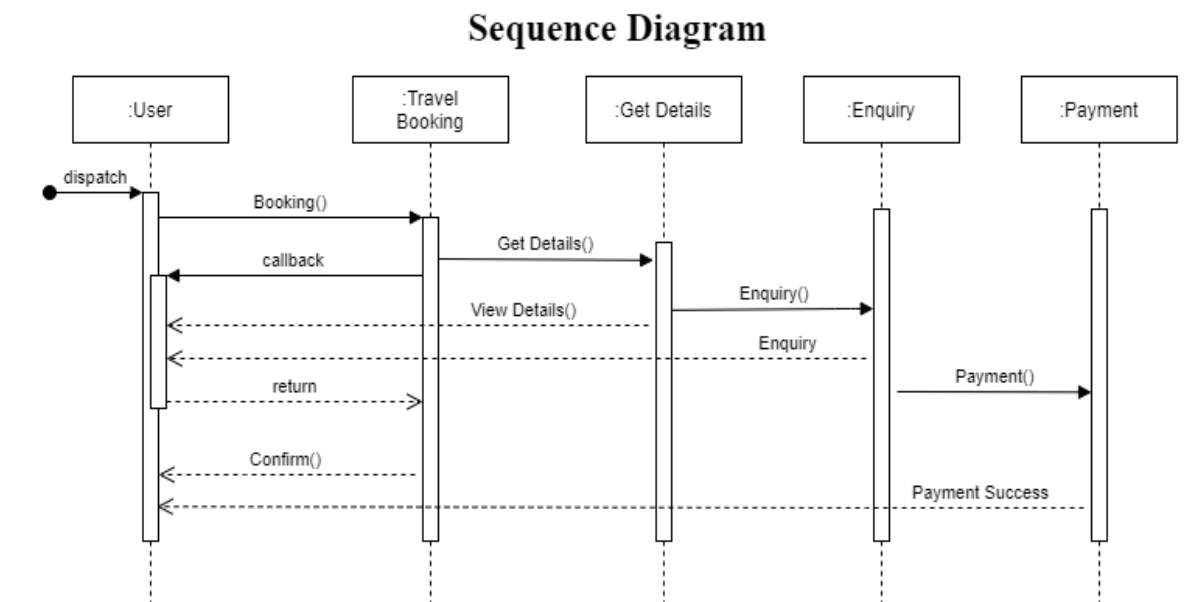 Sequence Diagram
:User
:Travel
Booking
:Get Details
:Enquiry
:Payment
dispatch
Booking()
Get Details()
callback
Enquiry()
View Details()
Enquiry
Payment()
return
Confirm()
Payment Success